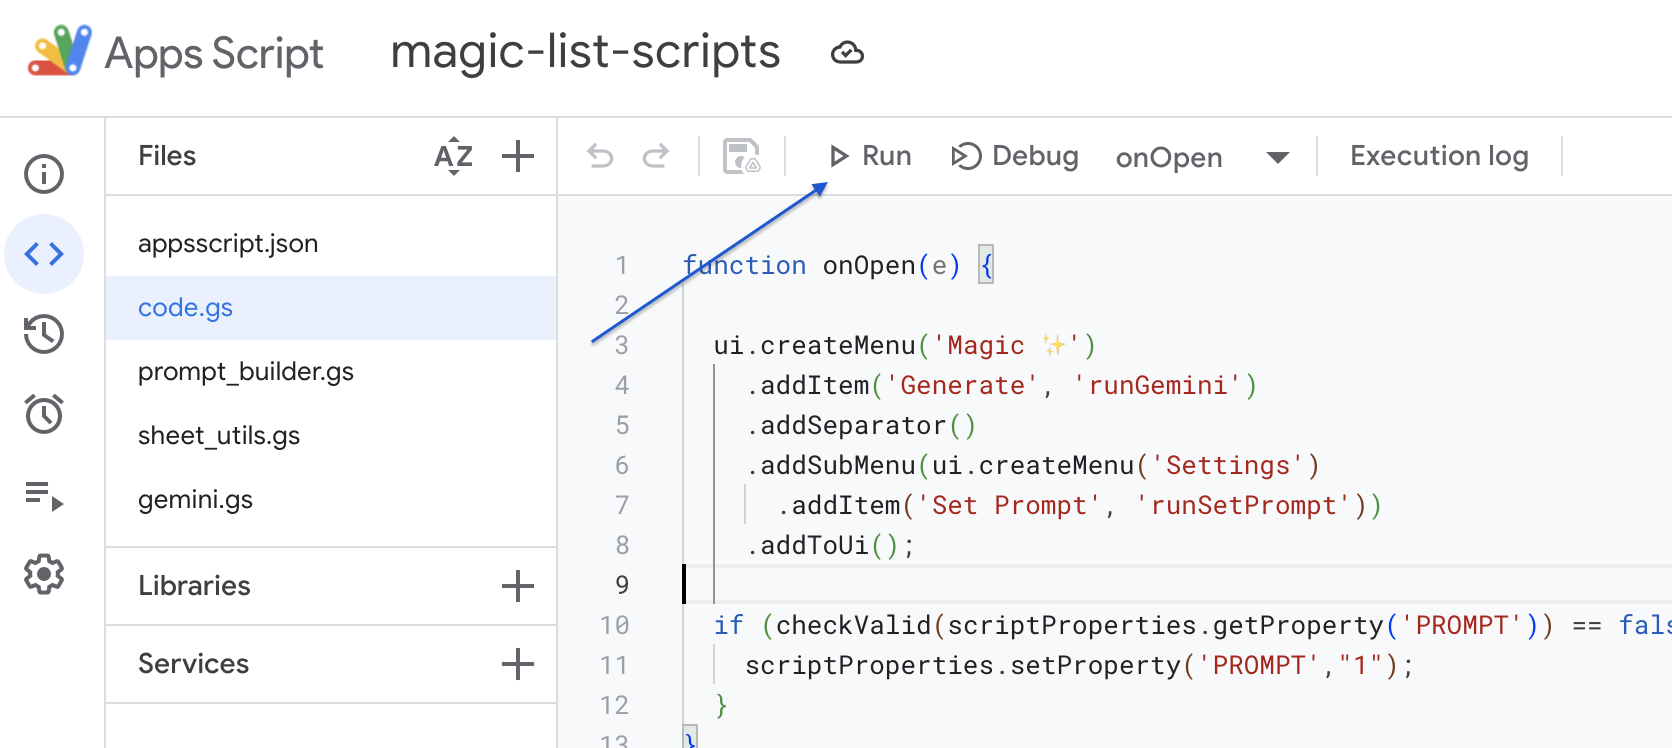 Apps Script magic-list-scripts
Files AZ Run Debug onOpen Execution log
appsscript.json
code.gs
prompt_builder.gs
sheet_utils.gs
gemini.gs
Libraries
Services
1 function onOpen(e) {
2
3 ui.createMenu('Magic ✨')
4 .addItem('Generate', 'runGemini')
5 .addSeparator()
6 .addSubMenu(ui.createMenu('Settings')
7 .addItem('Set Prompt', 'runSetPrompt'))
8 .addToUi();
9
10 if (checkValid(scriptProperties.getProperty('PROMPT')) == fals
11 scriptProperties.setProperty('PROMPT',"1");
12 }
13 }